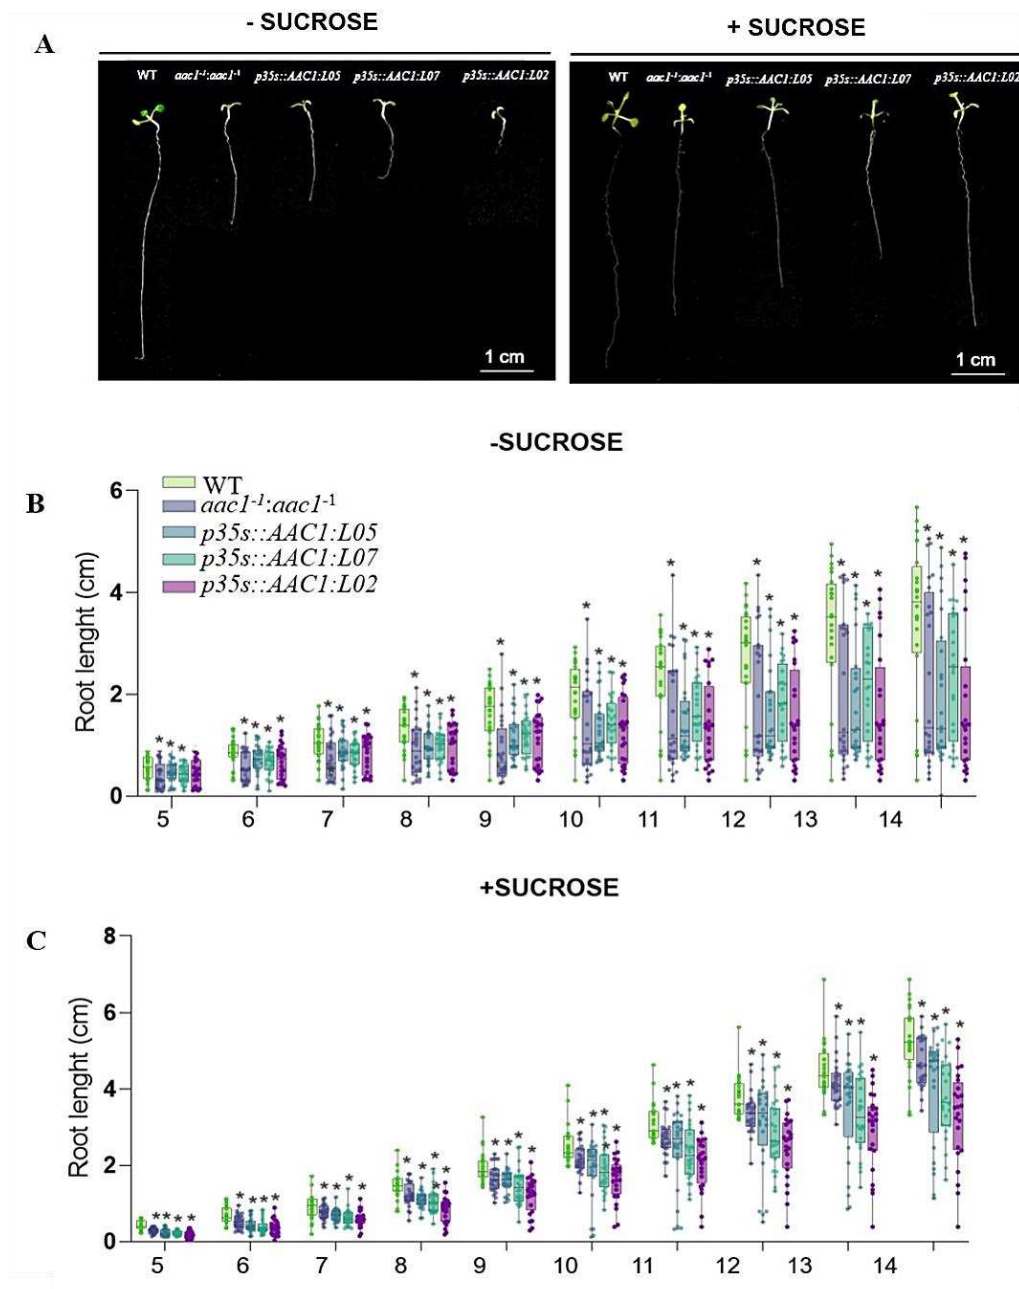 - SUCROSE
+ SUCROSE
A
WT aac1⁻¹:aac1⁻¹ p35s::AAC1:L05 p35s::AAC1:L07 p35s::AAC1:L02
WT aac1⁻¹:aac1⁻¹ p35s::AAC1:L05 p35s::AAC1:L07 p35s::AAC1:L02
1 cm
1 cm
-SUCROSE
B
WT
aac1⁻¹:aac1⁻¹
p35s::AAC1:L05
p35s::AAC1:L07
p35s::AAC1:L02
Root lenght (cm)
6
4
2
0
5 6 7 8 9 10 11 12 13 14
+SUCROSE
C
Root lenght (cm)
8
6
4
2
0
5 6 7 8 9 10 11 12 13 14